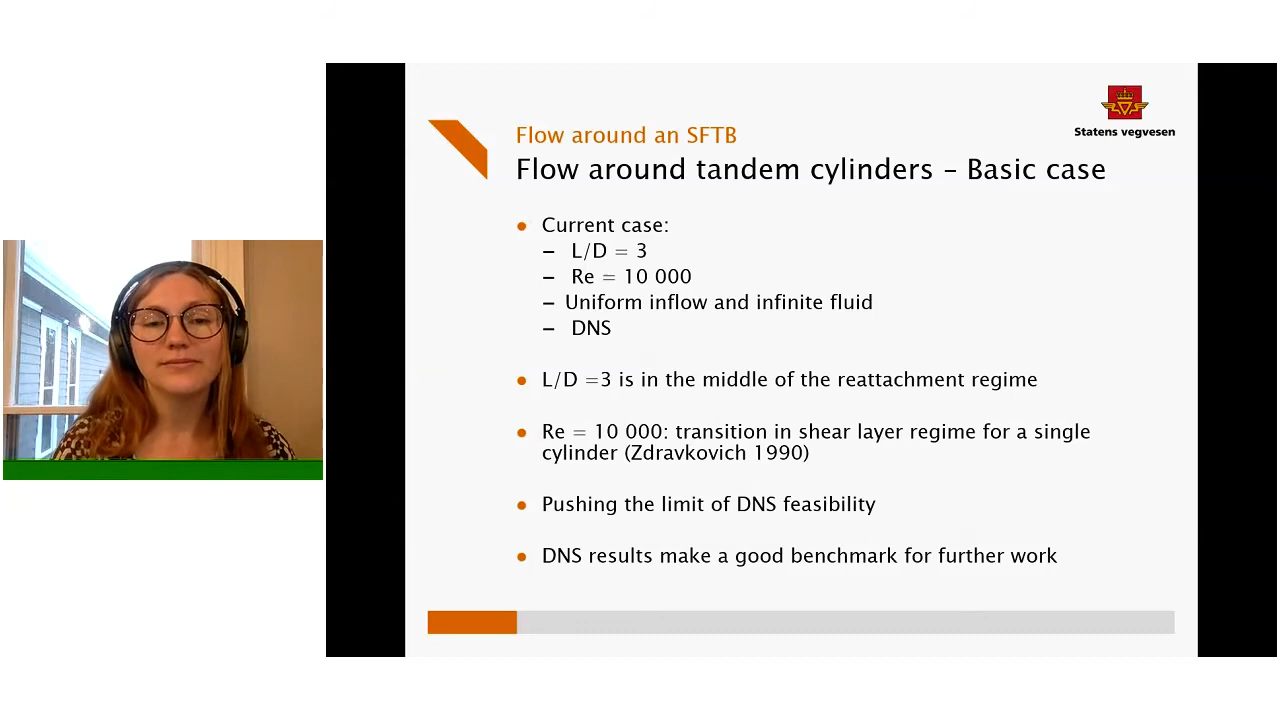 Statens vegvesen
Flow around an SFTB
Flow around tandem cylinders – Basic case
• Current case:
– L/D = 3
– Re = 10 000
– Uniform inflow and infinite fluid
– DNS
• L/D =3 is in the middle of the reattachment regime
• Re = 10 000: transition in shear layer regime for a single
cylinder (Zdravkovich 1990)
• Pushing the limit of DNS feasibility
• DNS results make a good benchmark for further work